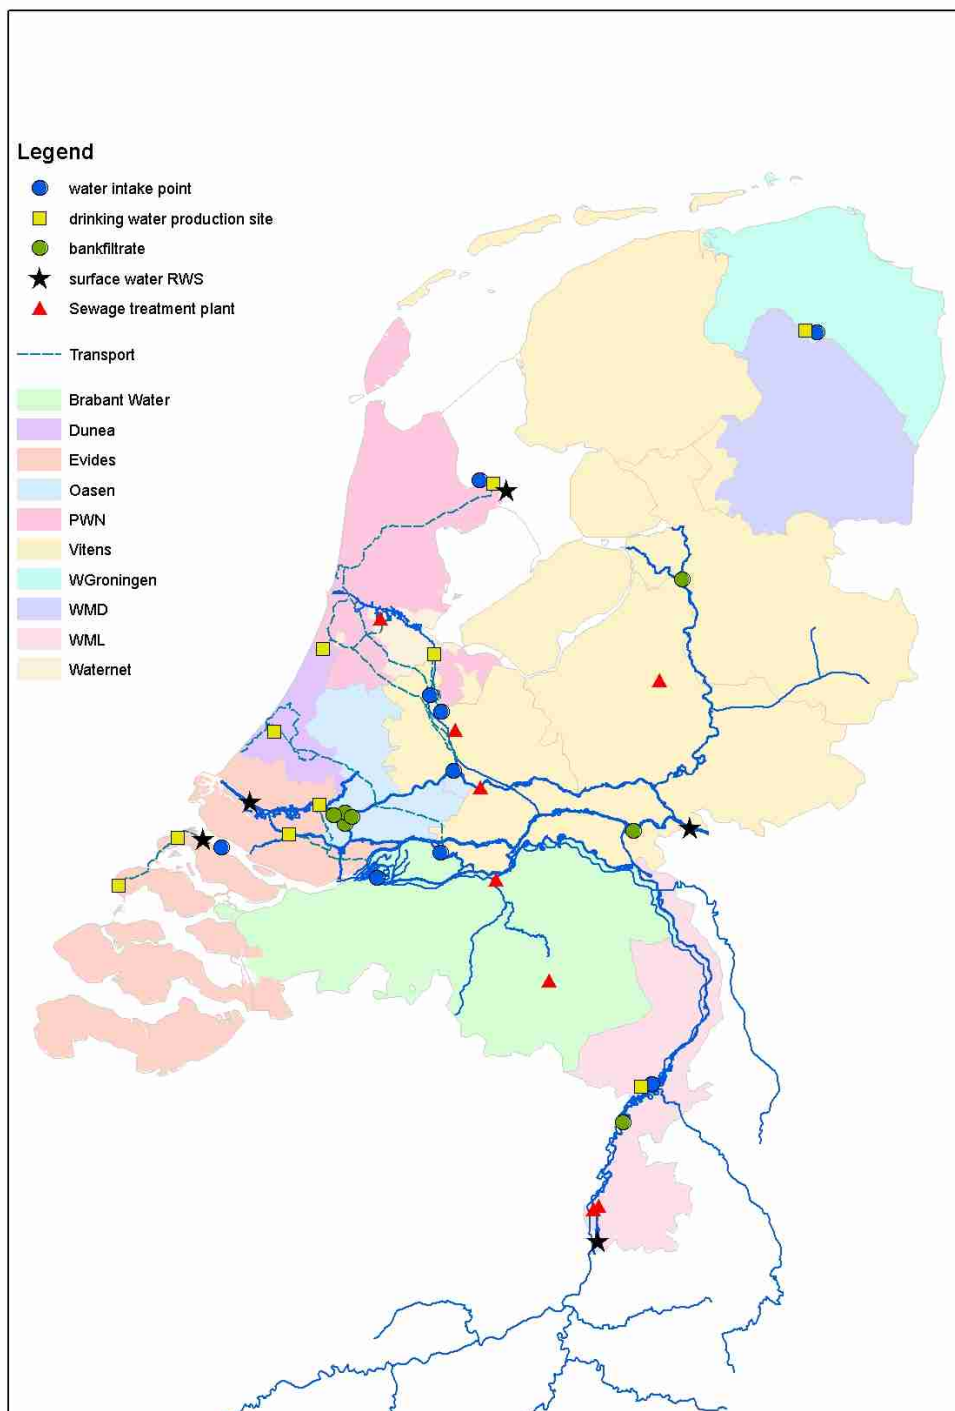 Legend
water intake point
drinking water production site
bankfiltrate
surface water RWS
Sewage treatment plant
Transport
Brabant Water
Dunea
Evides
Oasen
PWN
Vitens
WGroningen
WMD
WML
Waternet